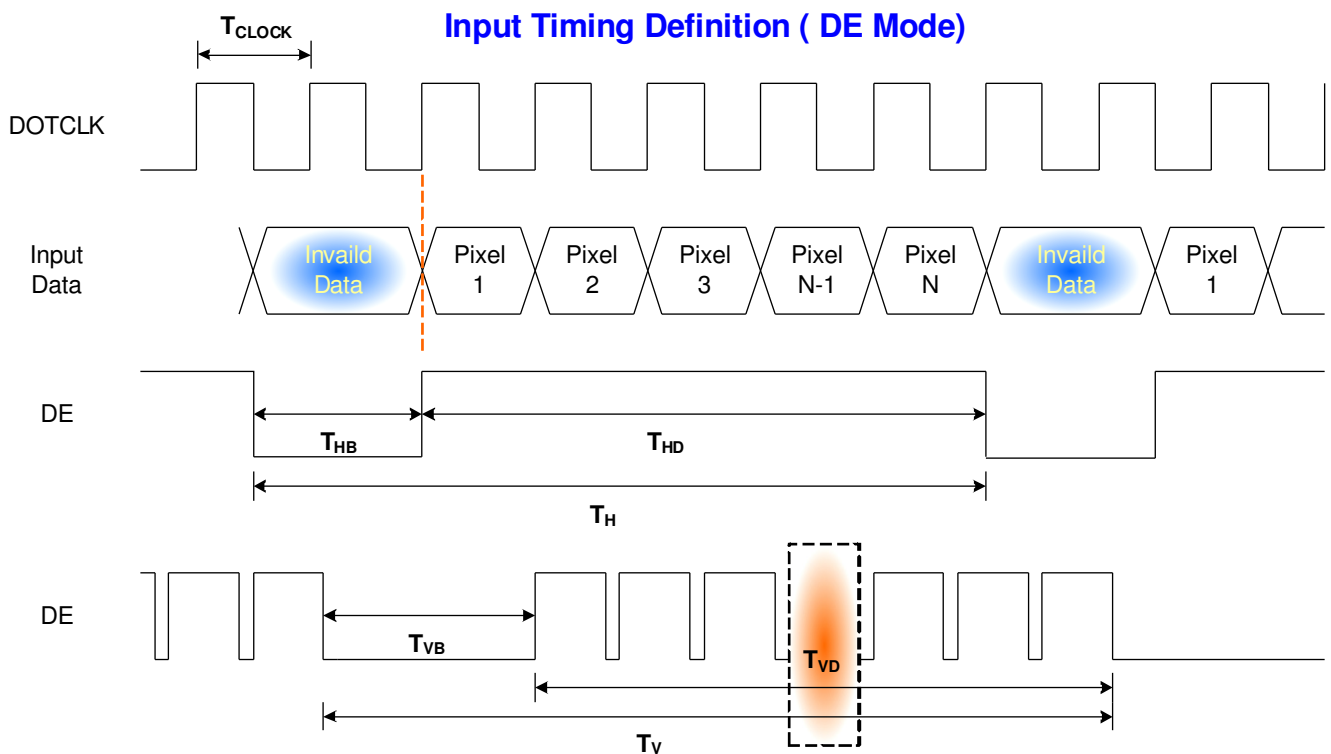 Input Timing Definition ( DE Mode)
TCLOCK
DOTCLK
Input
Data
Invaild
Data
Pixel
1
Pixel
2
Pixel
3
Pixel
N-1
Pixel
N
Invaild
Data
Pixel
1
DE
THB
THD
TH
DE
TVB
TVD
TV